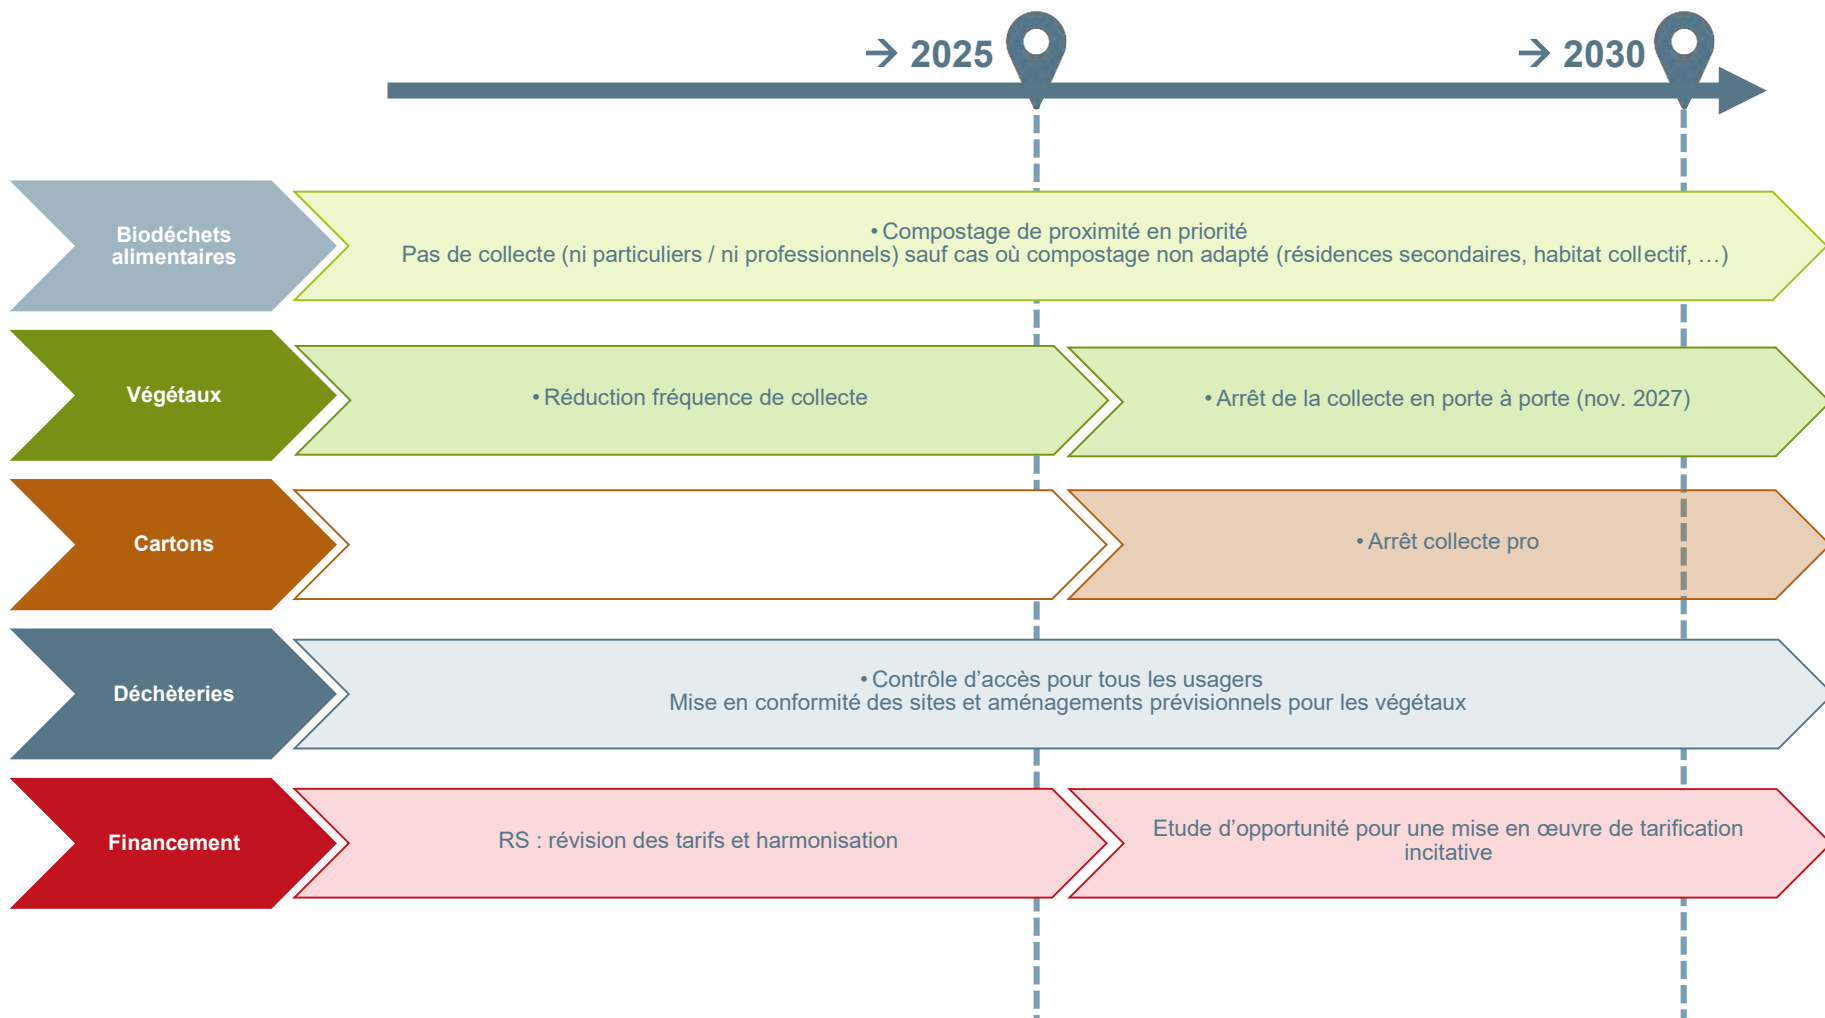 → 2025
→ 2030
Biodéchets
alimentaires
• Compostage de proximité en priorité
Pas de collecte (ni particuliers / ni professionnels) sauf cas où compostage non adapté (résidences secondaires, habitat collectif, …)
Végétaux
• Réduction fréquence de collecte
• Arrêt de la collecte en porte à porte (nov. 2027)
Cartons
• Arrêt collecte pro
Déchèteries
• Contrôle d’accès pour tous les usagers
Mise en conformité des sites et aménagements prévisionnels pour les végétaux
Financement
RS : révision des tarifs et harmonisation
Etude d’opportunité pour une mise en œuvre de tarification
incitative